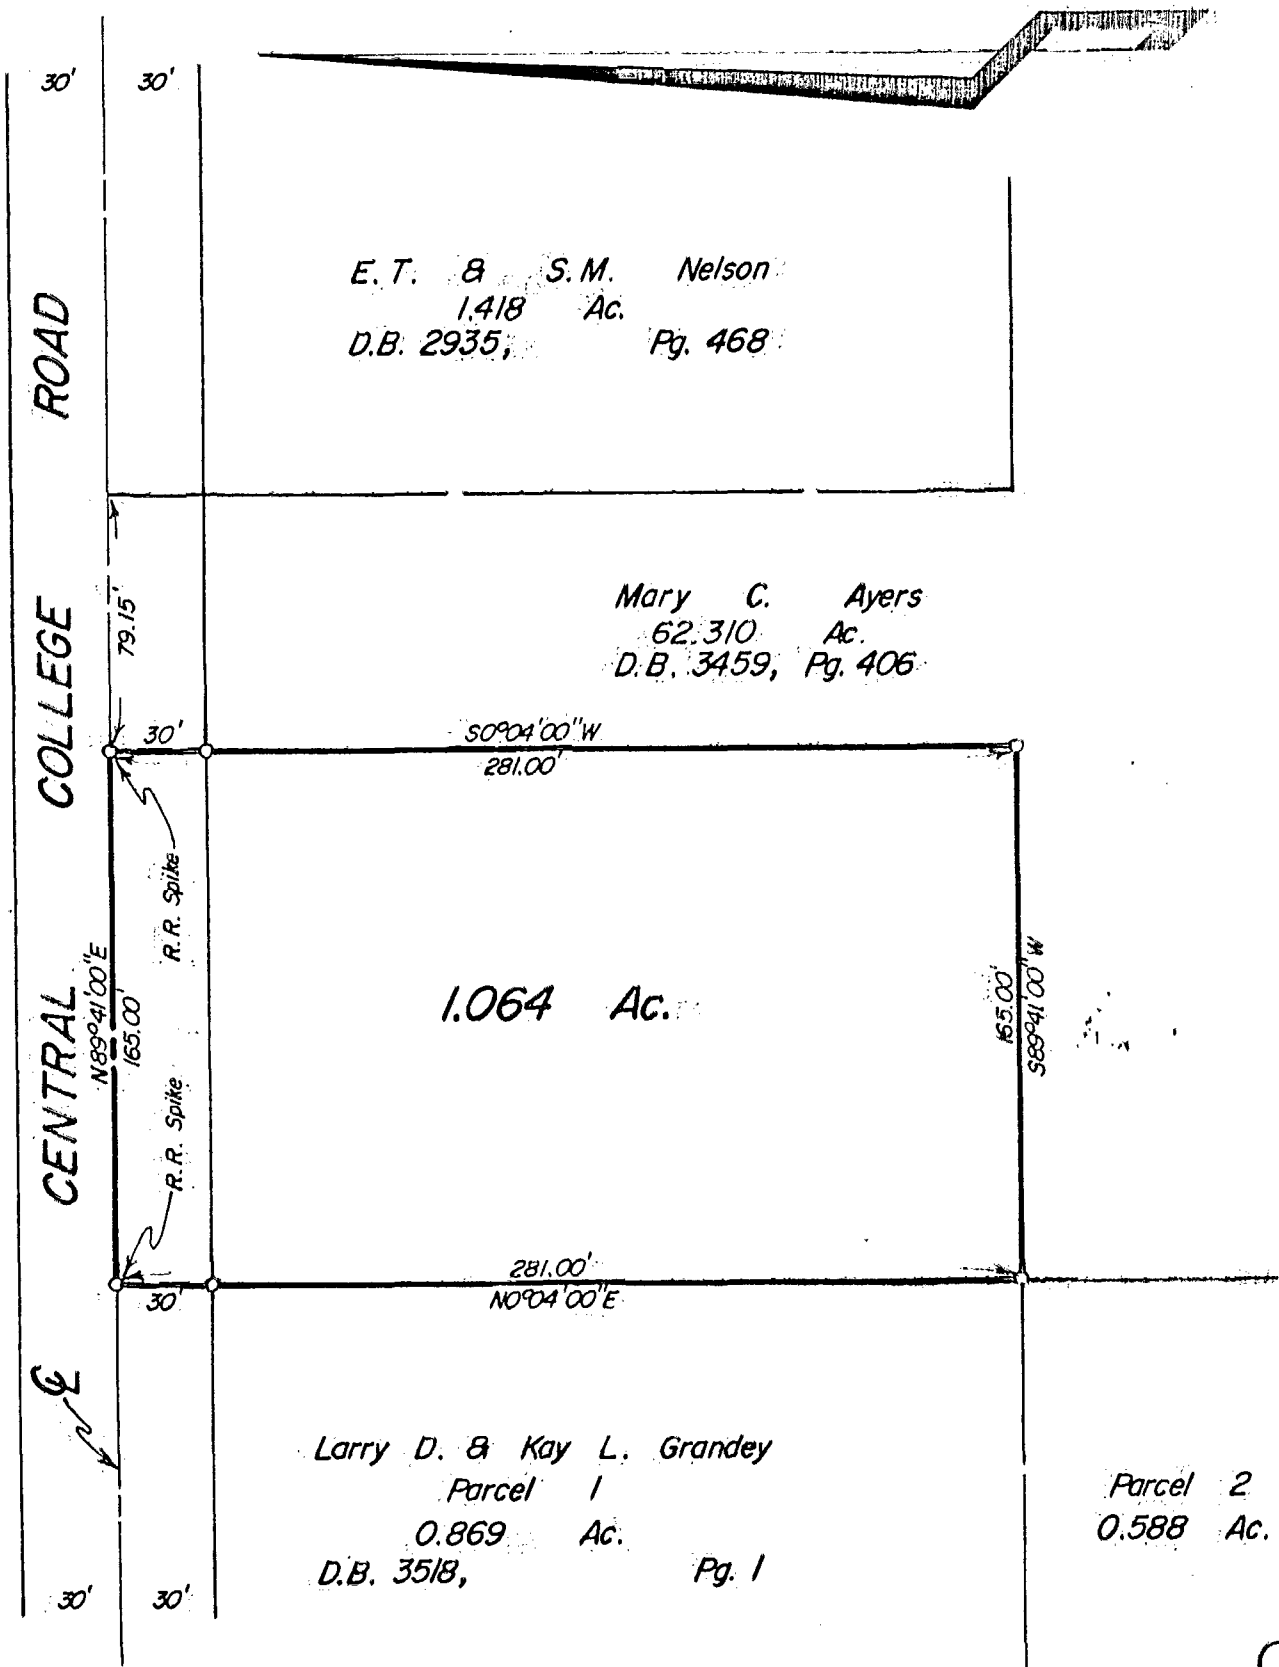 30' 30'
E. T. & S. M. Nelson
1.418 Ac.
D.B. 2935, Pg. 468
CENTRAL COLLEGE ROAD
79.15'
Mary C. Ayers
62.310 Ac.
D.B. 3459, Pg. 406
30'
S0°04'00"W
281.00'
R.R. Spike
N89°41'00"E
165.00'
1.064 Ac.
165.00'
S89°41'00"W
R.R. Spike
281.00'
30'
N0°04'00"E
℄
Larry D. & Kay L. Grandey
Parcel 1
0.869 Ac.
D.B. 3518, Pg. 1
Parcel 2
0.588 Ac.
30' 30'